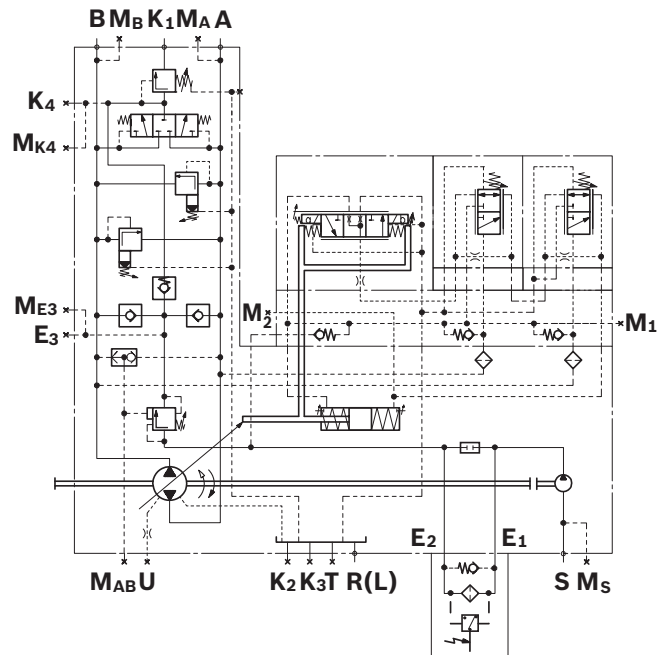 B MB K1 MA A
K4
MK4
a b
ME3
E3
M2
M1
E2 E1
MAB U K2 K3 T R(L) S MS